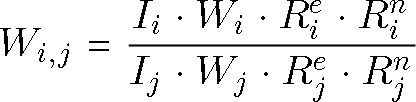 W_{i,j} = \frac{I_i \cdot W_i \cdot R_i^e \cdot R_i^n}{I_j \cdot W_j \cdot R_j^e \cdot R_j^n}